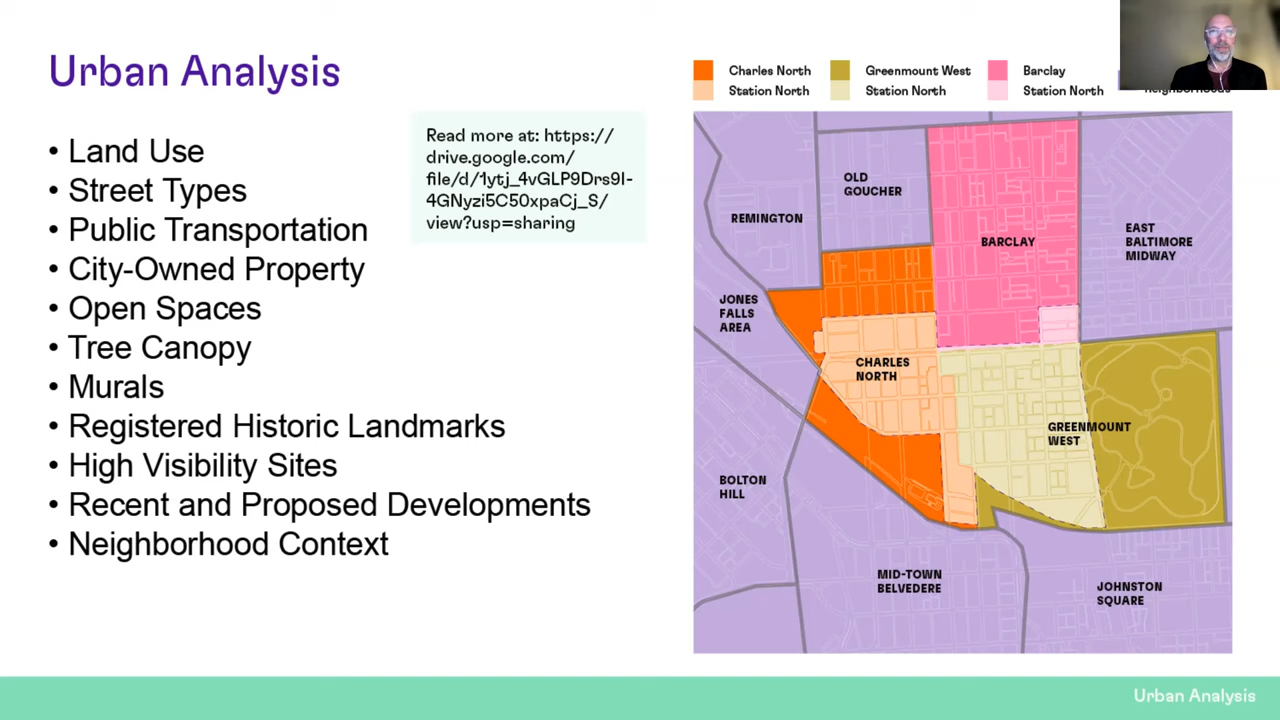 Urban Analysis
• Land Use
• Street Types
• Public Transportation
• City-Owned Property
• Open Spaces
• Tree Canopy
• Murals
• Registered Historic Landmarks
• High Visibility Sites
• Recent and Proposed Developments
• Neighborhood Context
Read more at: https://
drive.google.com/
file/d/1ytj_4vGLP9Drs9I-
4GNyzi5C50xpaCj_S/
view?usp=sharing
Charles North
Station North
Greenmount West
Station North
Barclay
Station North
OLD
GOUCHER
REMINGTON
BARCLAY
EAST
BALTIMORE
MIDWAY
JONES
FALLS
AREA
CHARLES
NORTH
GREENMOUNT
WEST
BOLTON
HILL
MID-TOWN
BELVEDERE
JOHNSTON
SQUARE
Urban Analysis